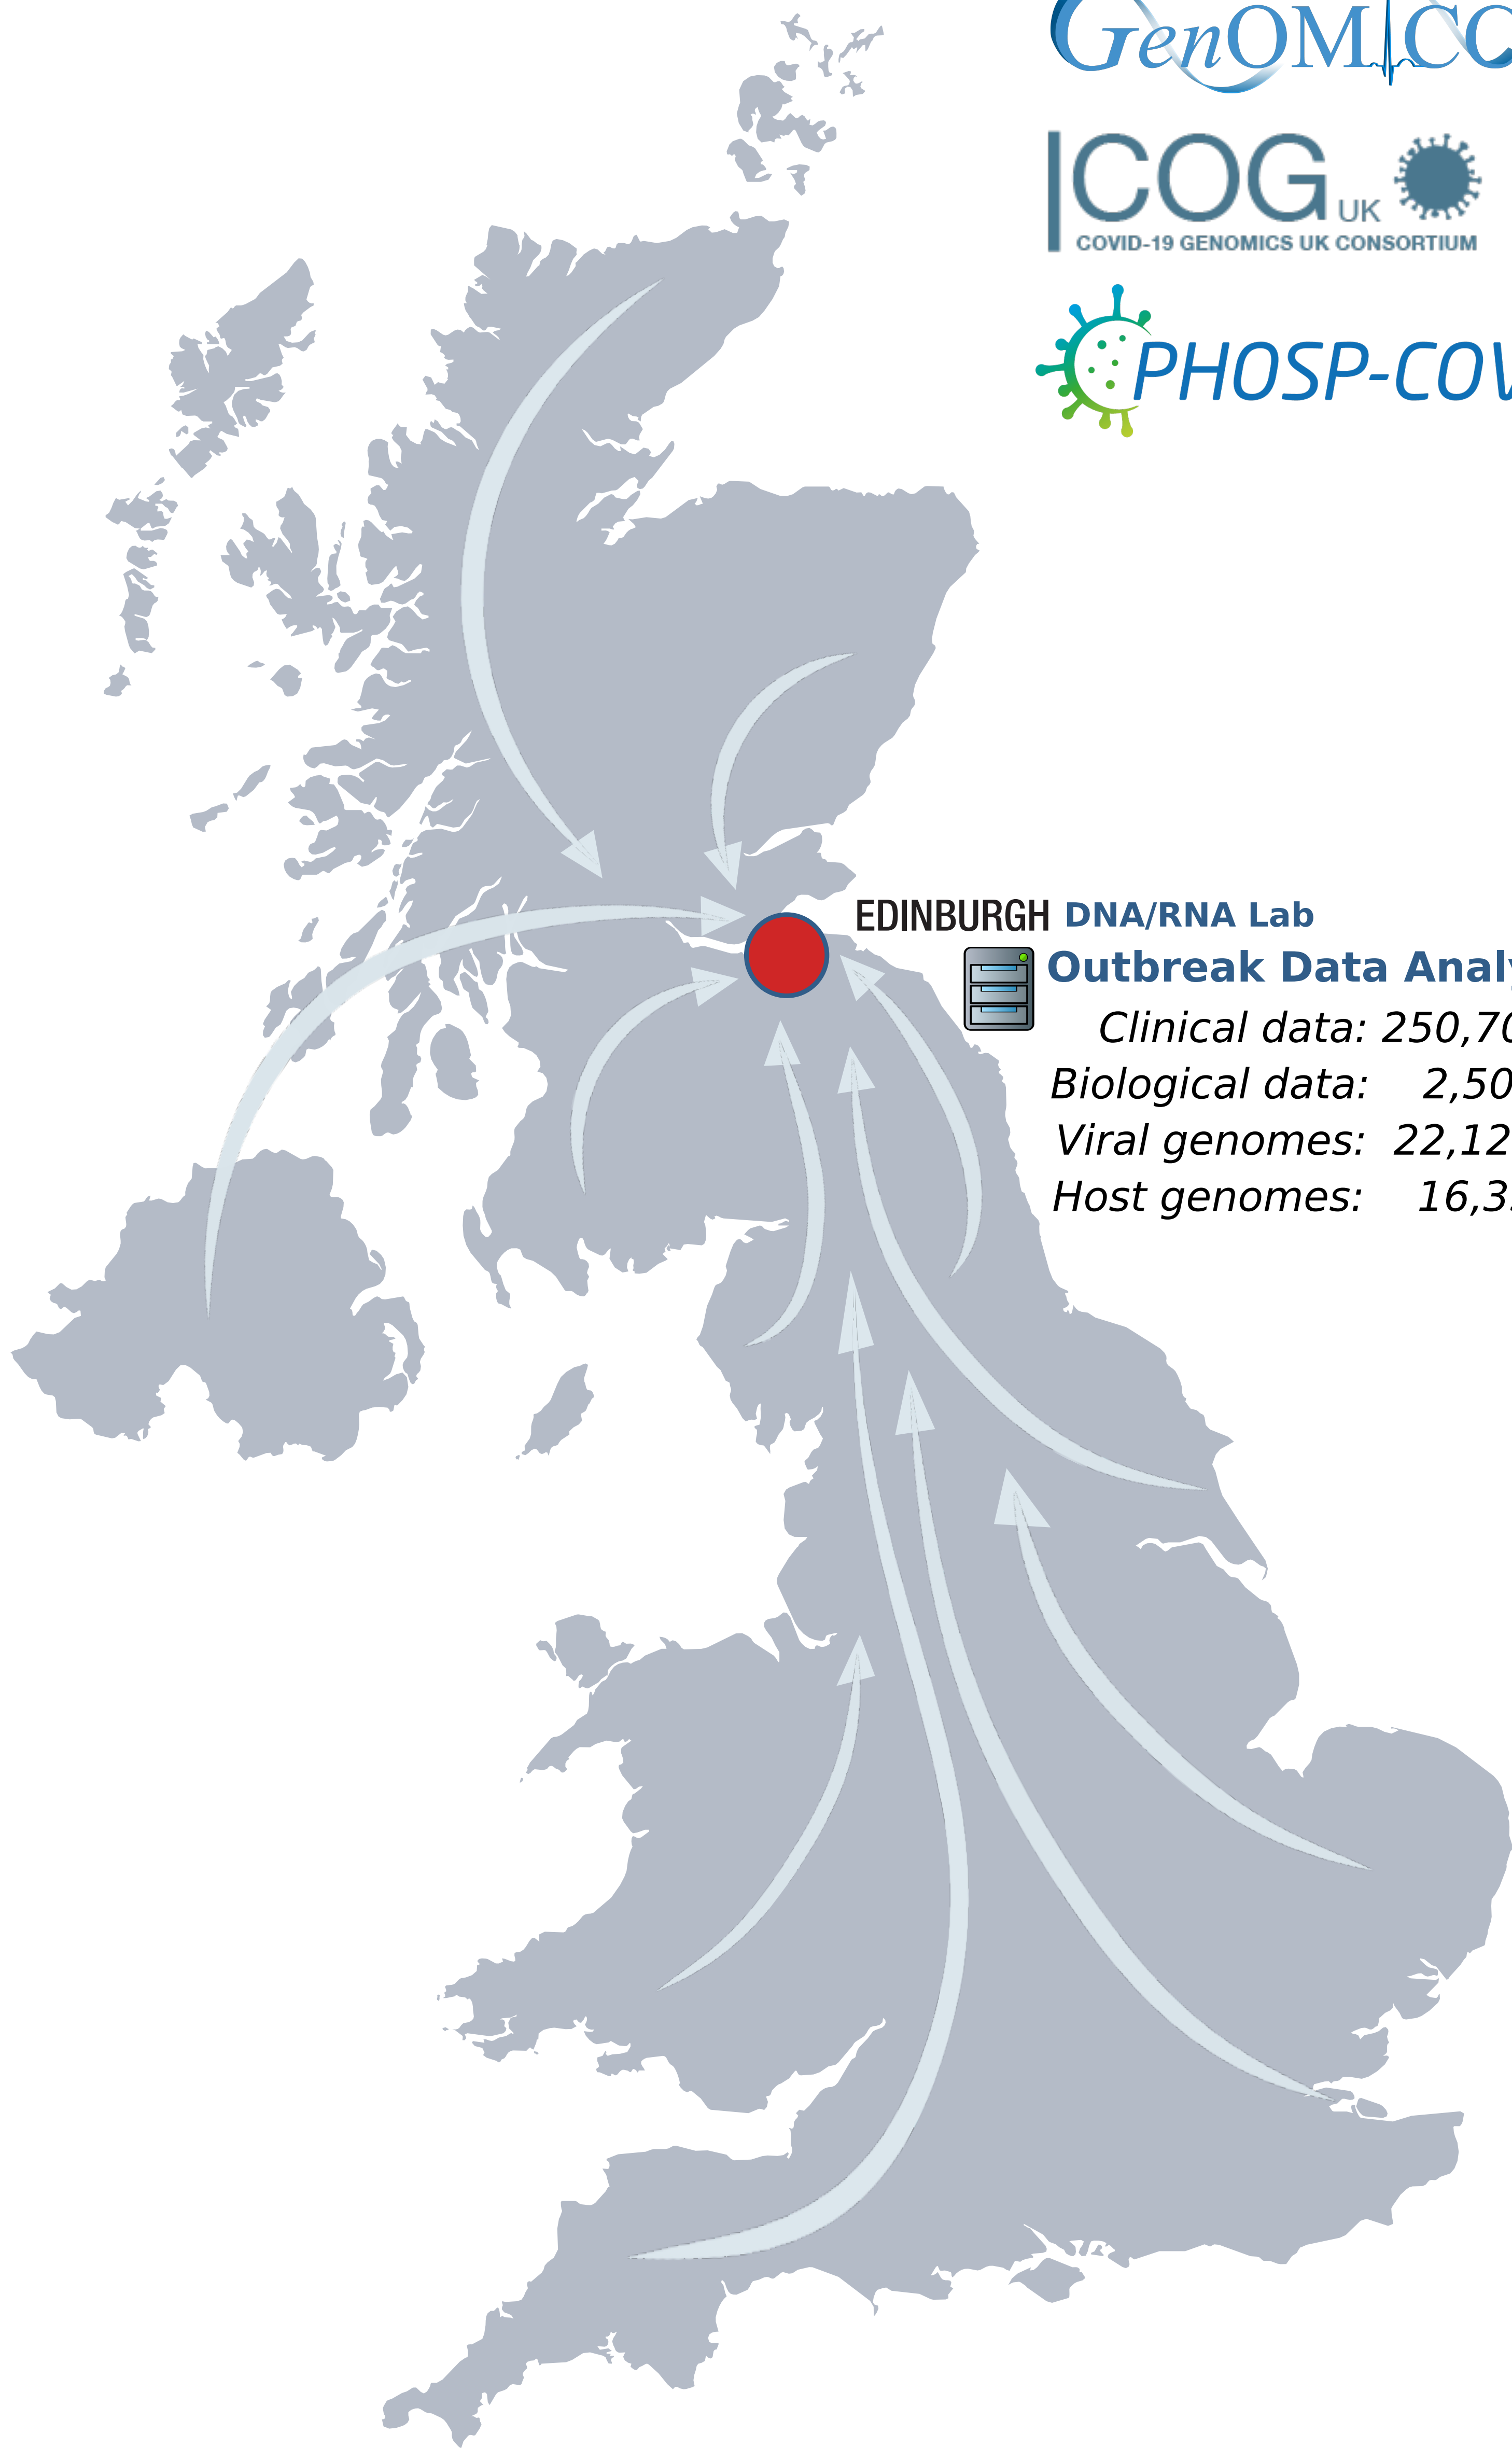 GenOMICC
COG UK
COVID-19 GENOMICS UK CONSORTIUM
PHOSP-COV
EDINBURGH DNA/RNA Lab
Outbreak Data Analy
Clinical data: 250,70
Biological data: 2,50
Viral genomes: 22,12
Host genomes: 16,3